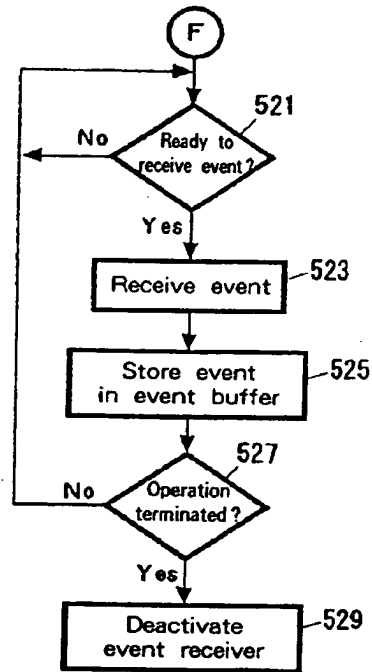 F
521
No
Ready to
receive event?
Yes
Receive event
523
Store event
in event buffer
525
527
No
Operation
terminated?
Yes
Deactivate
event receiver
529